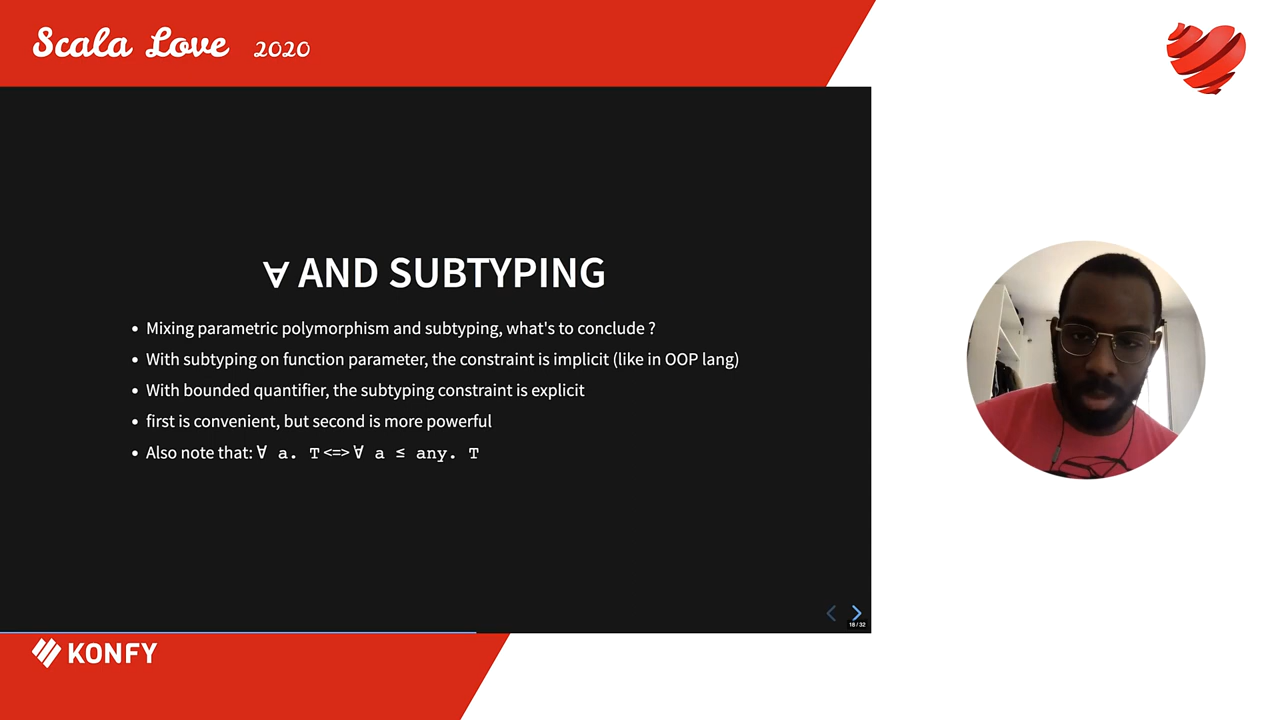 Scala Love 2020
∀ AND SUBTYPING
• Mixing parametric polymorphism and subtyping, what's to conclude ?
• With subtyping on function parameter, the constraint is implicit (like in OOP lang)
• With bounded quantifier, the subtyping constraint is explicit
• first is convenient, but second is more powerful
• Also note that: ∀ a. T <=> ∀ a ≤ any. T
18 / 32
KONFY